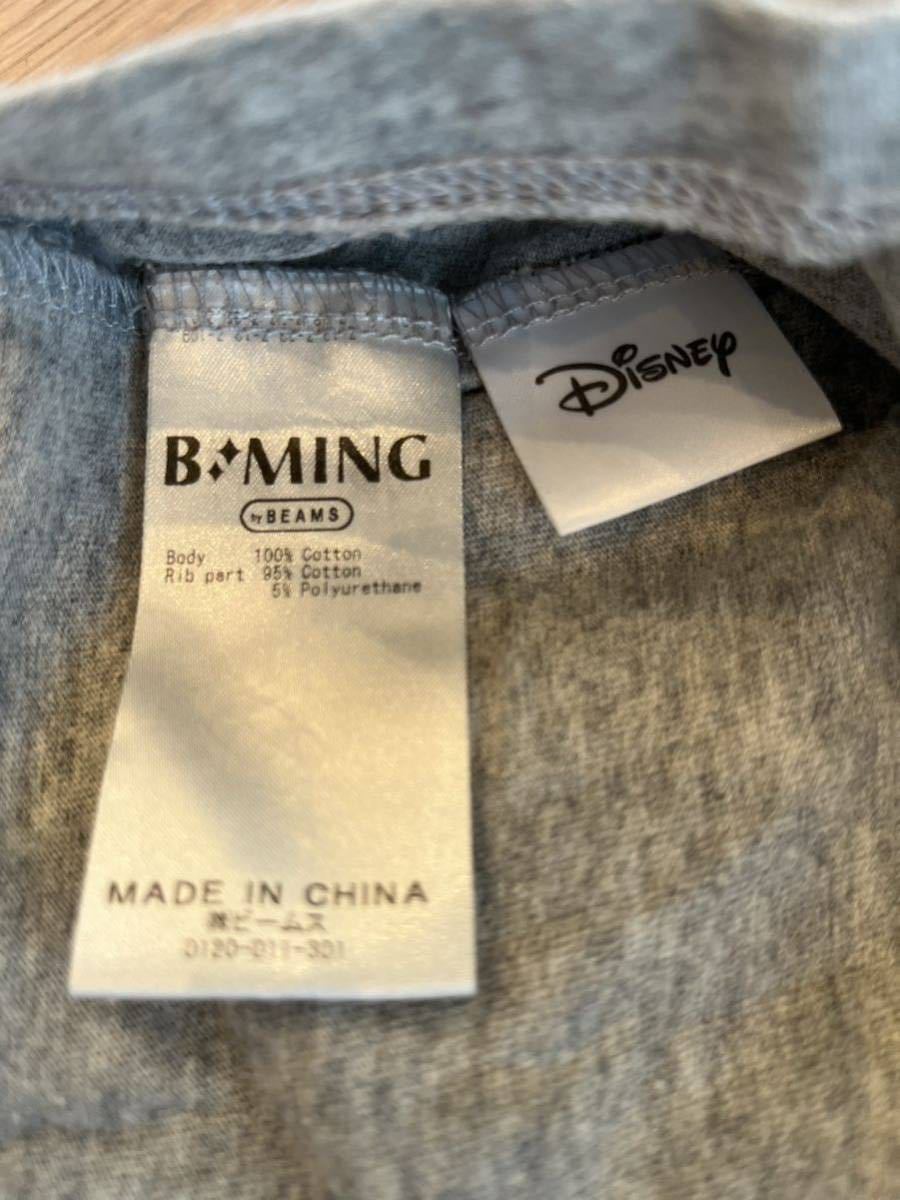 B:MING
by BEAMS
Body 100% Cotton
Rib part 95% Cotton
5% Polyurethane
MADE IN CHINA
㈱ビームス
0120-011-301
Disney